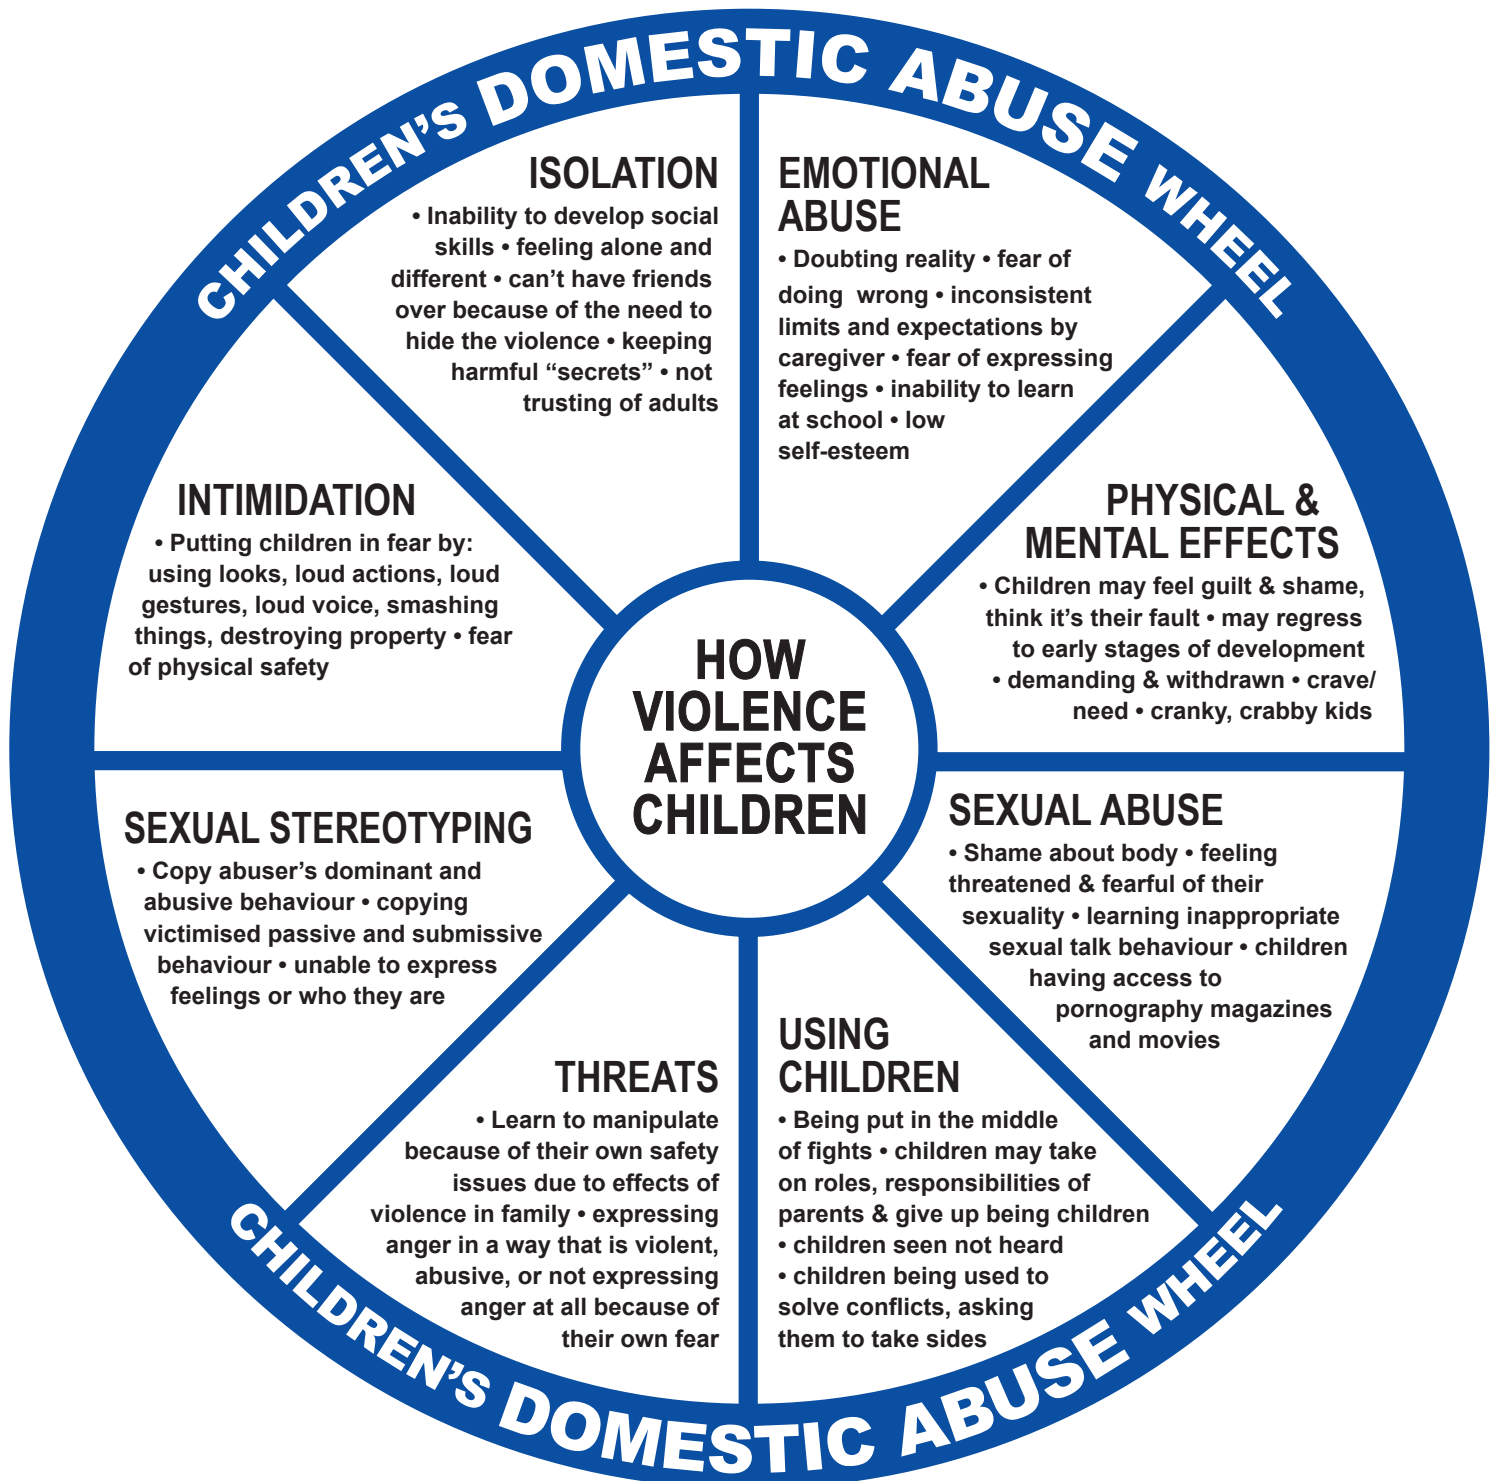 CHILDREN’S DOMESTIC ABUSE WHEEL
ISOLATION
• Inability to develop social
skills • feeling alone and
different • can’t have friends
over because of the need to
hide the violence • keeping
harmful “secrets” • not
trusting of adults
EMOTIONAL
ABUSE
• Doubting reality • fear of
doing wrong • inconsistent
limits and expectations by
caregiver • fear of expressing
feelings • inability to learn
at school • low
self-esteem
INTIMIDATION
• Putting children in fear by:
using looks, loud actions, loud
gestures, loud voice, smashing
things, destroying property • fear
of physical safety
PHYSICAL &
MENTAL EFFECTS
• Children may feel guilt & shame,
think it’s their fault • may regress
to early stages of development
• demanding & withdrawn • crave/
need • cranky, crabby kids
HOW
VIOLENCE
AFFECTS
CHILDREN
SEXUAL STEREOTYPING
• Copy abuser’s dominant and
abusive behaviour • copying
victimised passive and submissive
behaviour • unable to express
feelings or who they are
SEXUAL ABUSE
• Shame about body • feeling
threatened & fearful of their
sexuality • learning inappropriate
sexual talk behaviour • children
having access to
pornography magazines
and movies
THREATS
• Learn to manipulate
because of their own safety
issues due to effects of
violence in family • expressing
anger in a way that is violent,
abusive, or not expressing
anger at all because of
their own fear
USING
CHILDREN
• Being put in the middle
of fights • children may take
on roles, responsibilities of
parents & give up being children
• children seen not heard
• children being used to
solve conflicts, asking
them to take sides
CHILDREN’S DOMESTIC ABUSE WHEEL